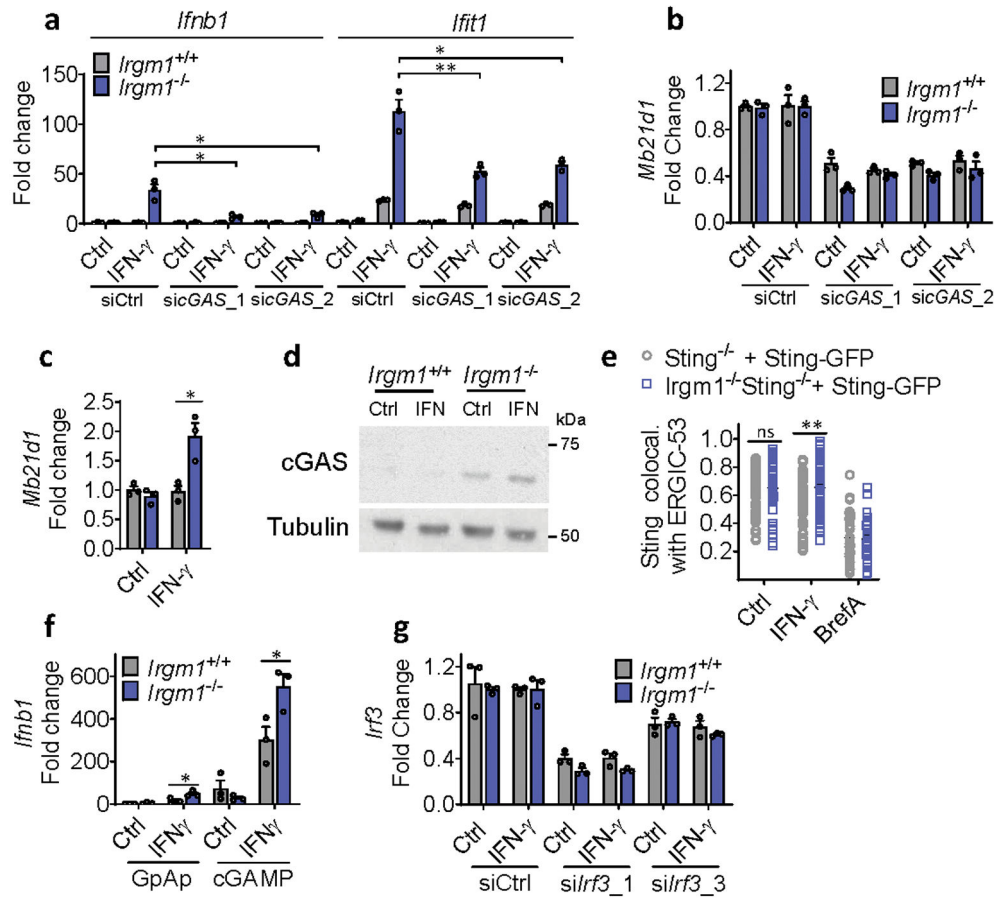 a
Ifnb1 Ifit1
Irgm1+/+
Irgm1-/-
* ** * *
Fold change
150
100
50
0
Ctrl IFN-γ Ctrl IFN-γ Ctrl IFN-γ Ctrl IFN-γ Ctrl IFN-γ Ctrl IFN-γ
siCtrl sicGAS_1 sicGAS_2 siCtrl sicGAS_1 sicGAS_2
b
Irgm1+/+
Irgm1-/-
Mb21d1
Fold Change
1.2
0.8
0.4
0.0
Ctrl IFN-γ Ctrl IFN-γ Ctrl IFN-γ
siCtrl sicGAS_1 sicGAS_2
c
*
Mb21d1
Fold change
2.5
2.0
1.5
1.0
0.5
0.0
Ctrl IFN-γ
d
Irgm1+/+ Irgm1-/-
Ctrl IFN Ctrl IFN kDa
75
cGAS
Tubulin
50
e
Sting-/- + Sting-GFP
Irgm1-/-Sting-/-+ Sting-GFP
ns **
Sting colocal.
with ERGIC-53
1.0
0.8
0.6
0.4
0.2
Ctrl IFN-γ BrefA
f
Irgm1+/+
Irgm1-/-
* *
Ifnb1
Fold change
600
400
200
0
Ctrl IFNγ Ctrl IFNγ
GpAp cGAMP
g
Irgm1+/+
Irgm1-/-
Irf3
Fold Change
1.2
0.8
0.4
0.0
Ctrl IFN-γ Ctrl IFN-γ Ctrl IFN-γ
siCtrl siIrf3_1 siIrf3_3